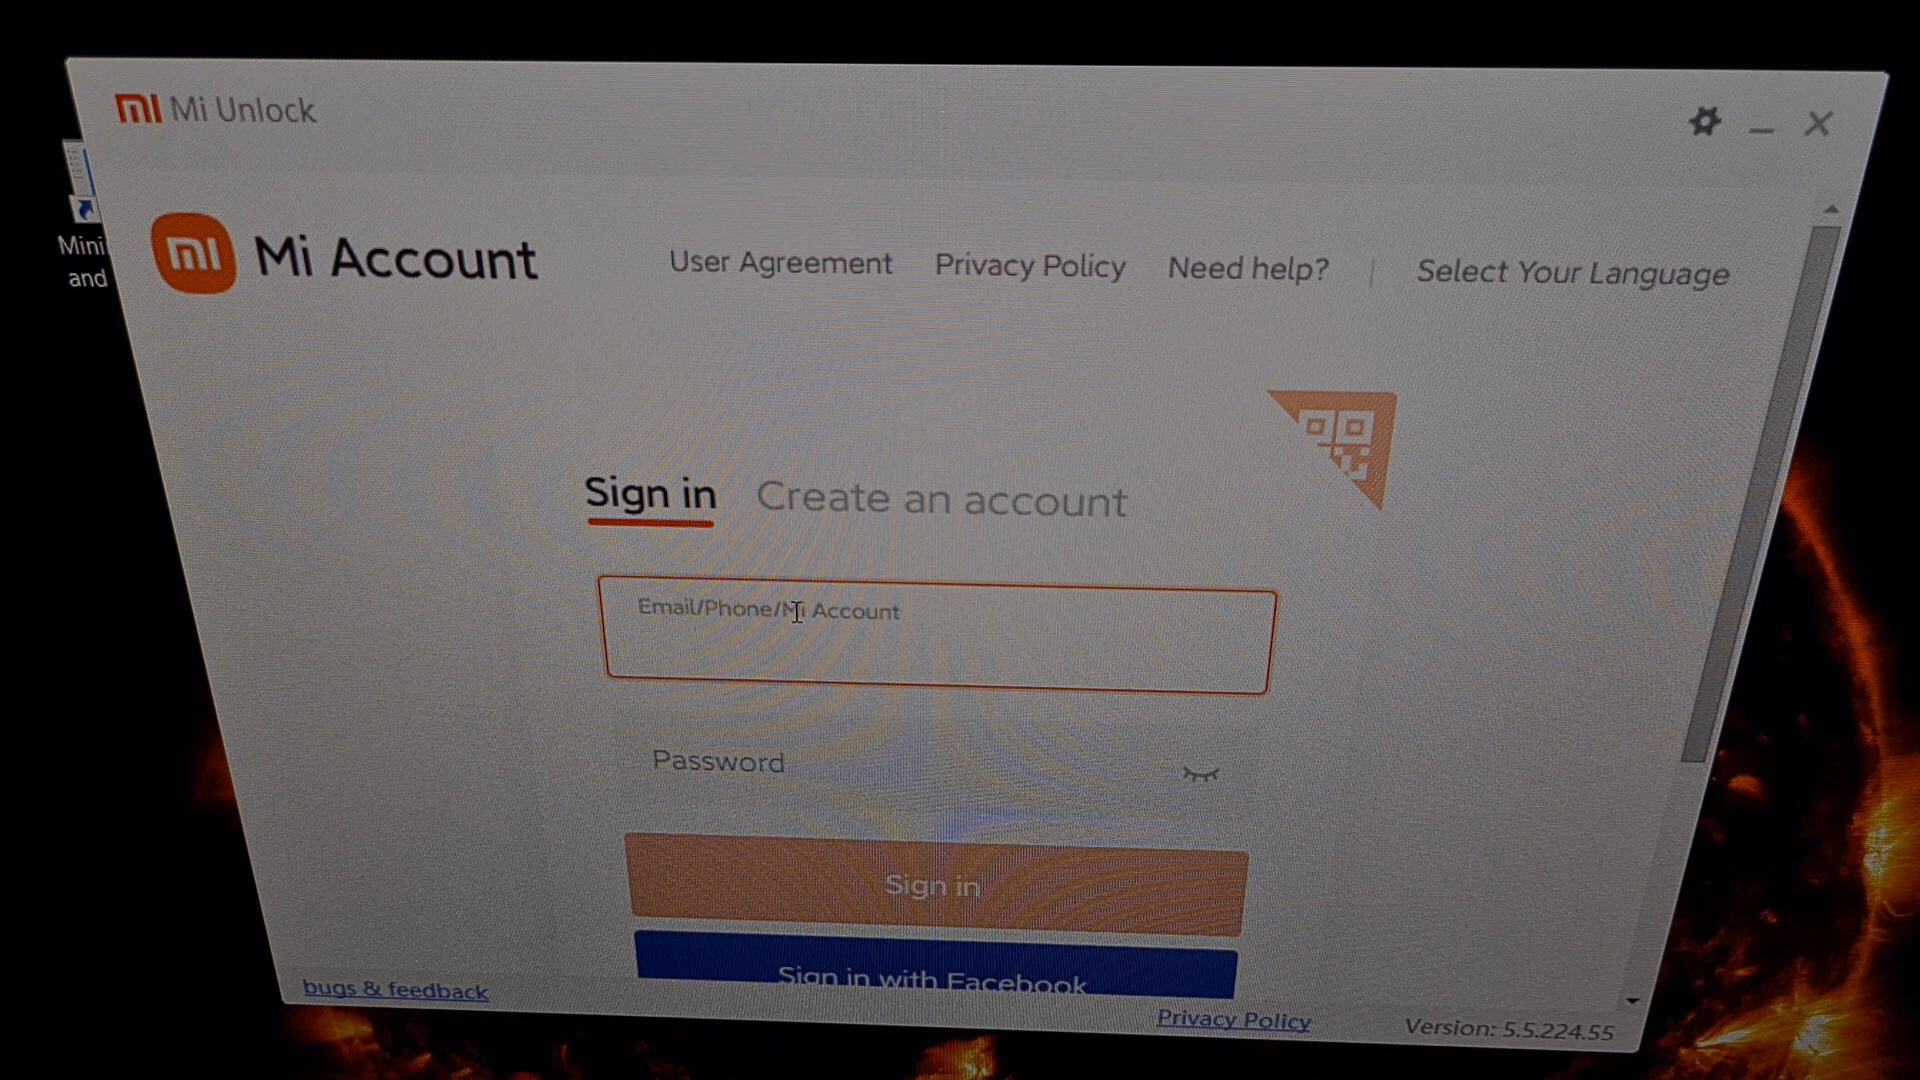 Mi Unlock
Mini
and
Mi Account
User Agreement
Privacy Policy
Need help?
Select Your Language
Sign in
Create an account
Email/Phone/Mi Account
Password
Sign in
Sign in with Facebook
bugs & feedback
Privacy Policy
Version: 5.5.224.55